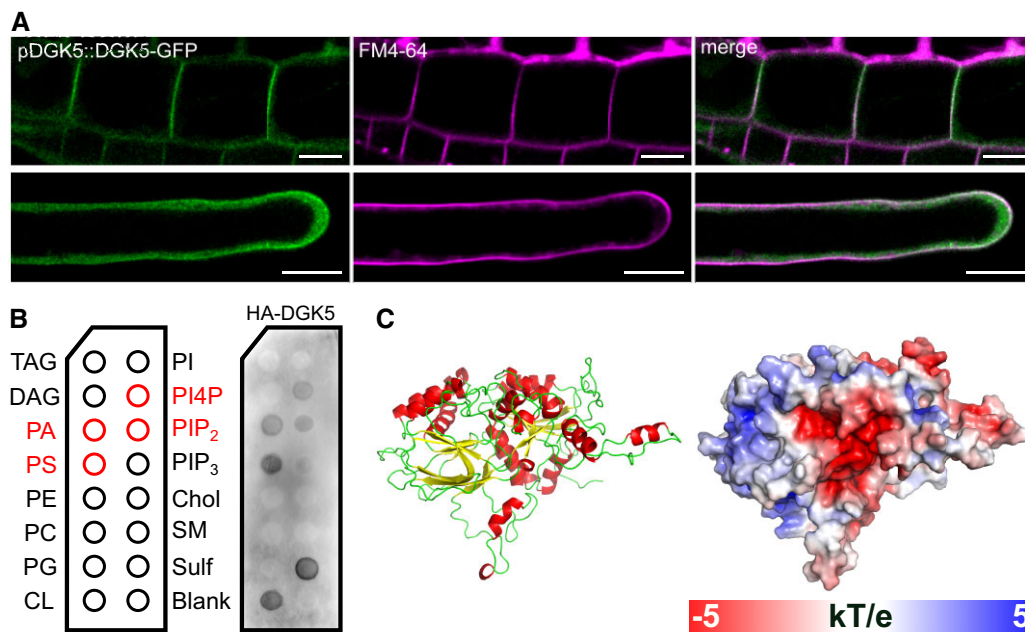 A
pDGK5::DGK5-GFP
FM4-64
merge
B
HA-DGK5
TAG PI
DAG PI4P
PA PIP₂
PS PIP₃
PE Chol
PC SM
PG Sulf
CL Blank
C
-5 kT/e 5